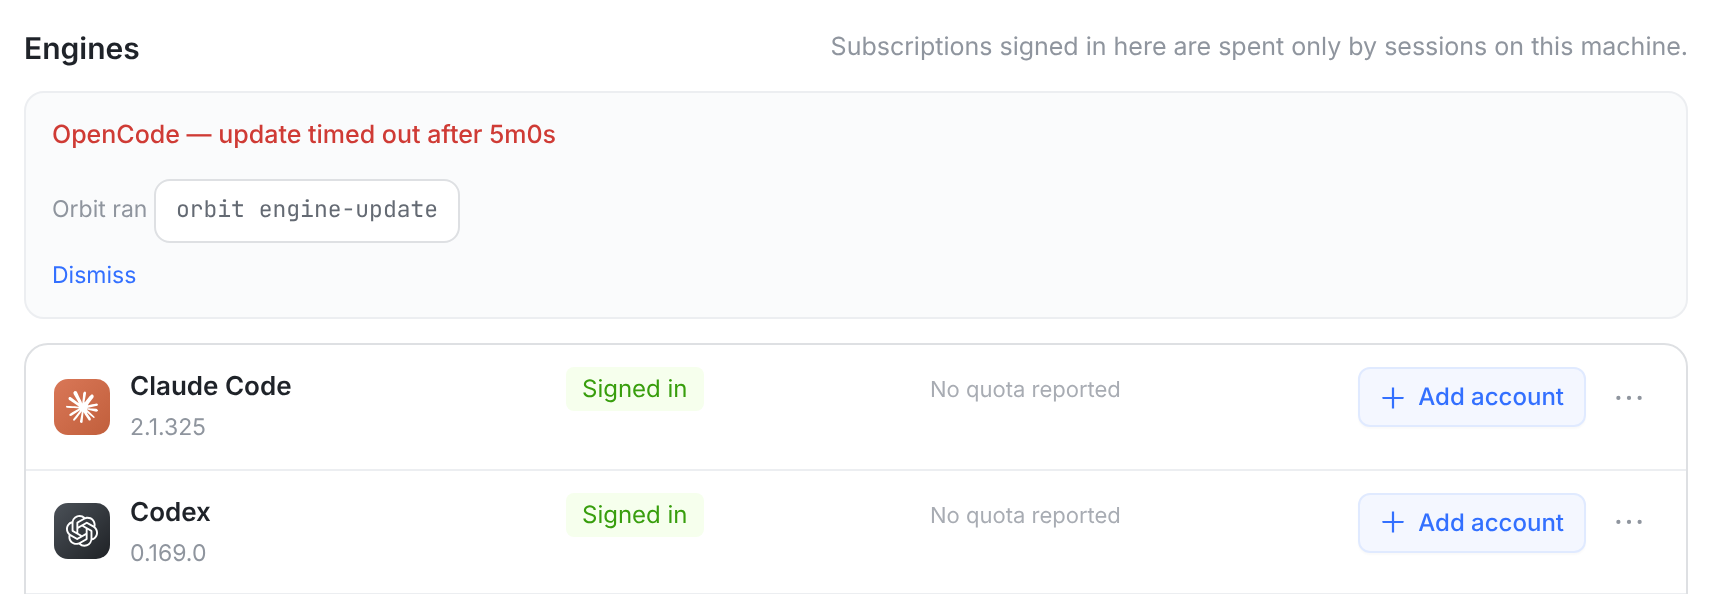 Engines
Subscriptions signed in here are spent only by sessions on this machine.
OpenCode — update timed out after 5m0s
Orbit ran orbit engine-update
Dismiss
Claude Code
2.1.325
Signed in
No quota reported
+ Add account
Codex
0.169.0
Signed in
No quota reported
+ Add account